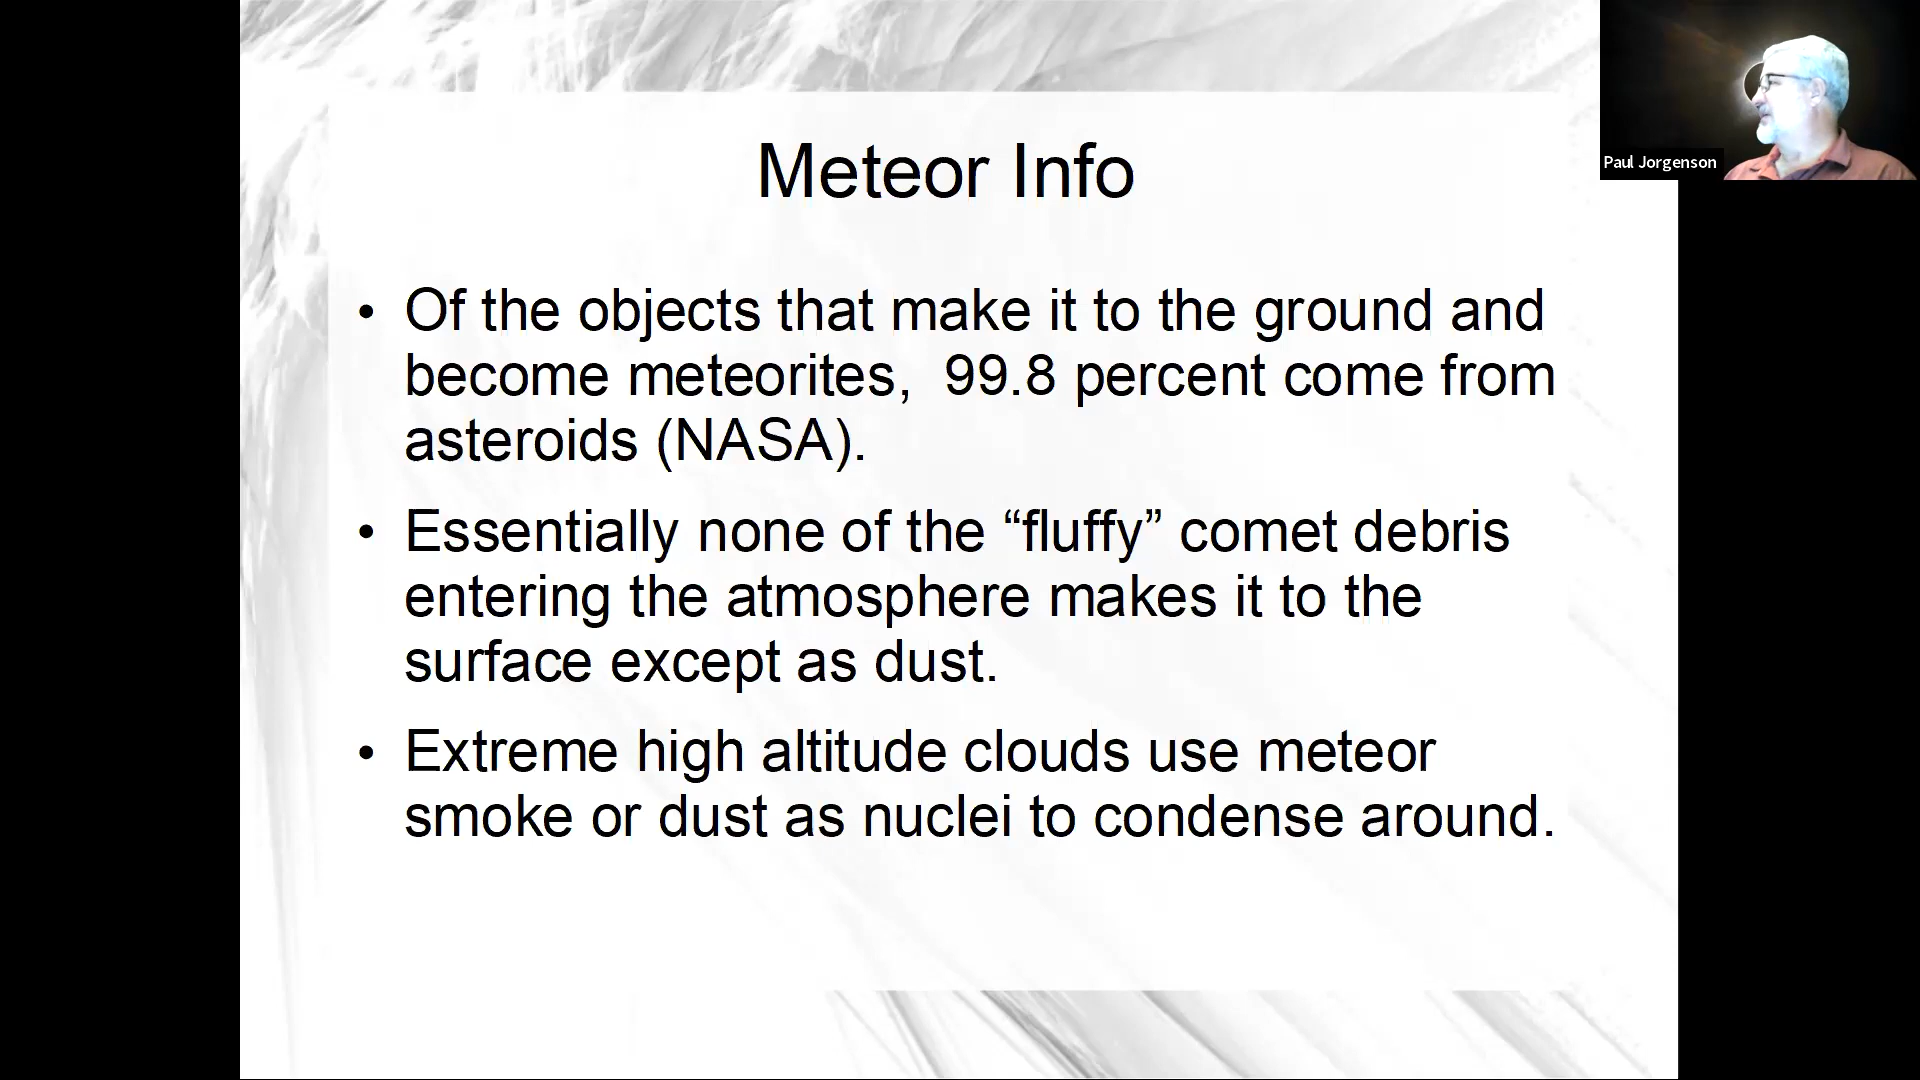 Meteor Info
• Of the objects that make it to the ground and
become meteorites,  99.8 percent come from
asteroids (NASA).
• Essentially none of the “fluffy” comet debris
entering the atmosphere makes it to the
surface except as dust.
• Extreme high altitude clouds use meteor
smoke or dust as nuclei to condense around.
Paul Jorgenson